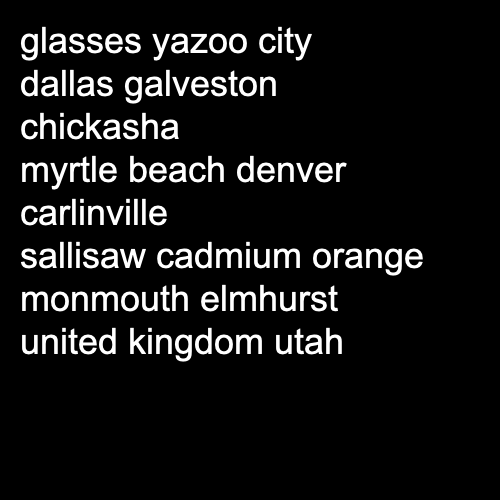 glasses yazoo city
dallas galveston
chickasha
myrtle beach denver
carlinville
sallisaw cadmium orange
monmouth elmhurst
united kingdom utah